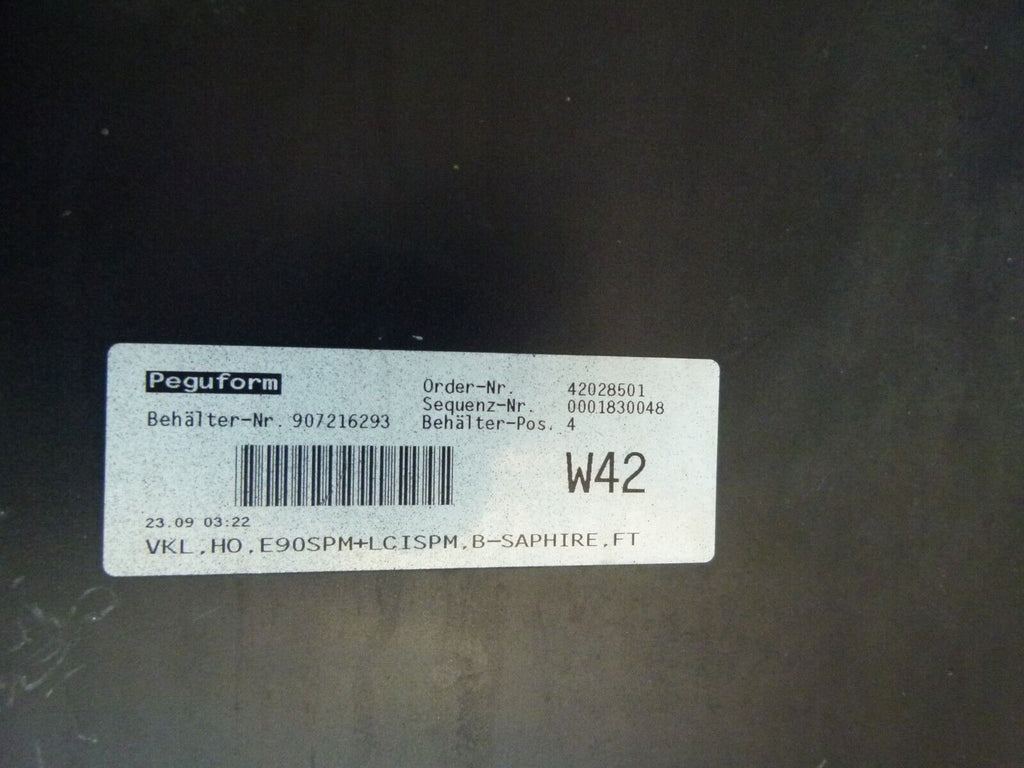 Peguform
Order-Nr. 42028501
Sequenz-Nr. 0001830048
Behälter-Nr. 907216293 Behälter-Pos. 4
W42
23.09 03:22
VKL.HO.E90SPM+LCISPM.B-SAPHIRE.FT